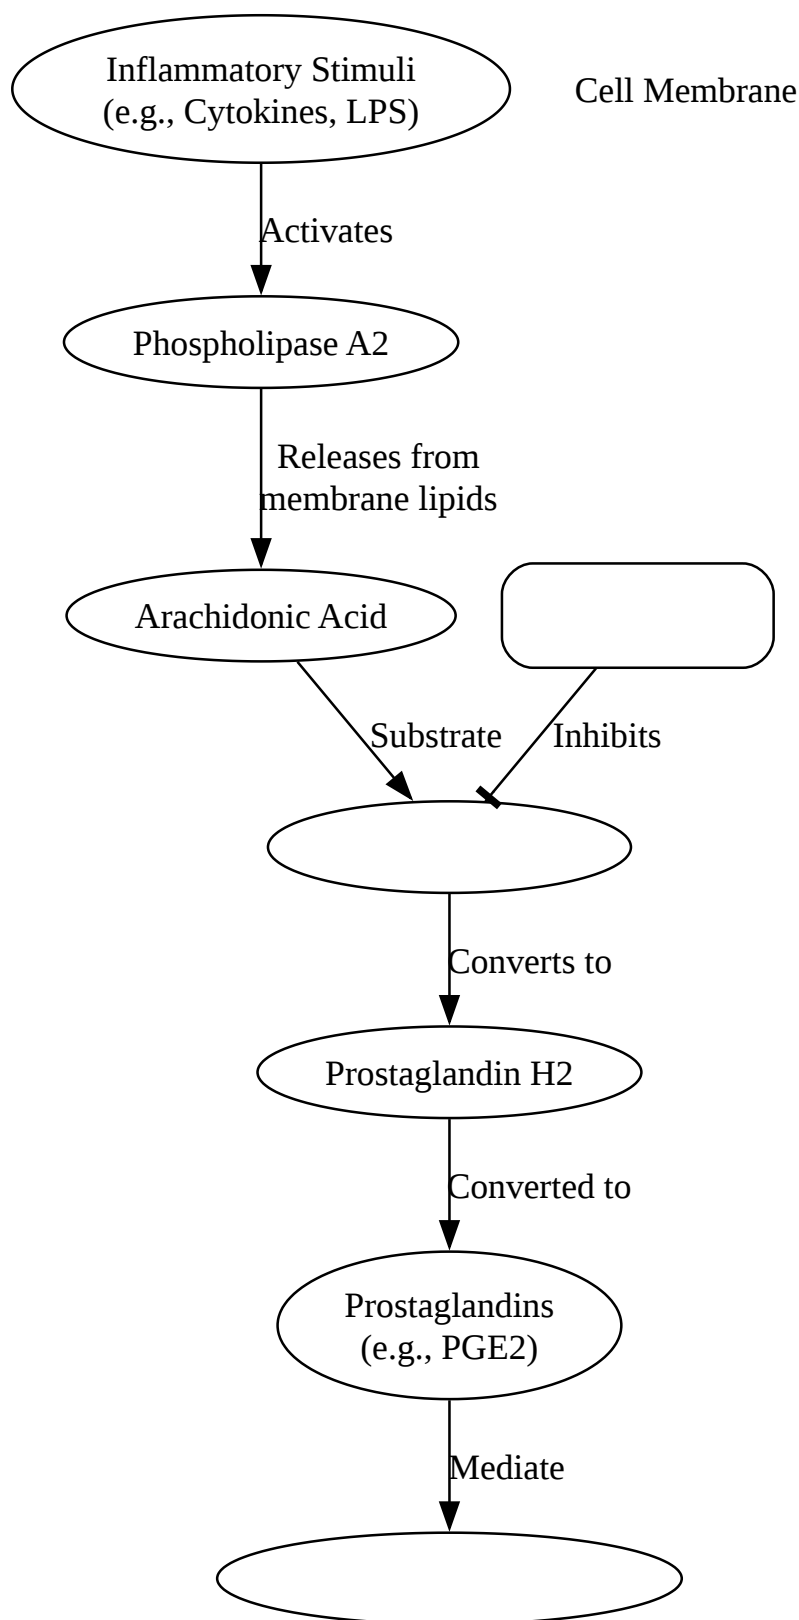 Inflammatory Stimuli
(e.g., Cytokines, LPS)
Cell Membrane
Activates
Phospholipase A2
Releases from
membrane lipids
Arachidonic Acid
Substrate
Inhibits
Converts to
Prostaglandin H2
Converted to
Prostaglandins
(e.g., PGE2)
Mediate